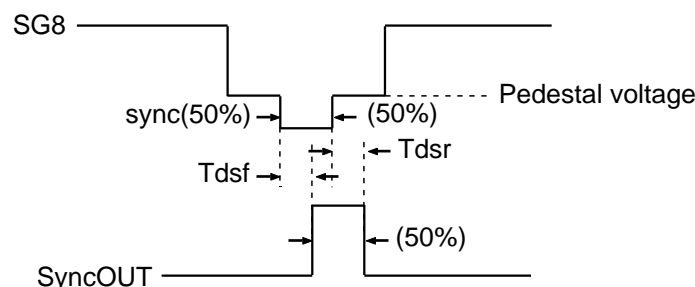 SG8
Pedestal voltage
sync(50%)
(50%)
Tdsr
Tdsf
(50%)
SyncOUT